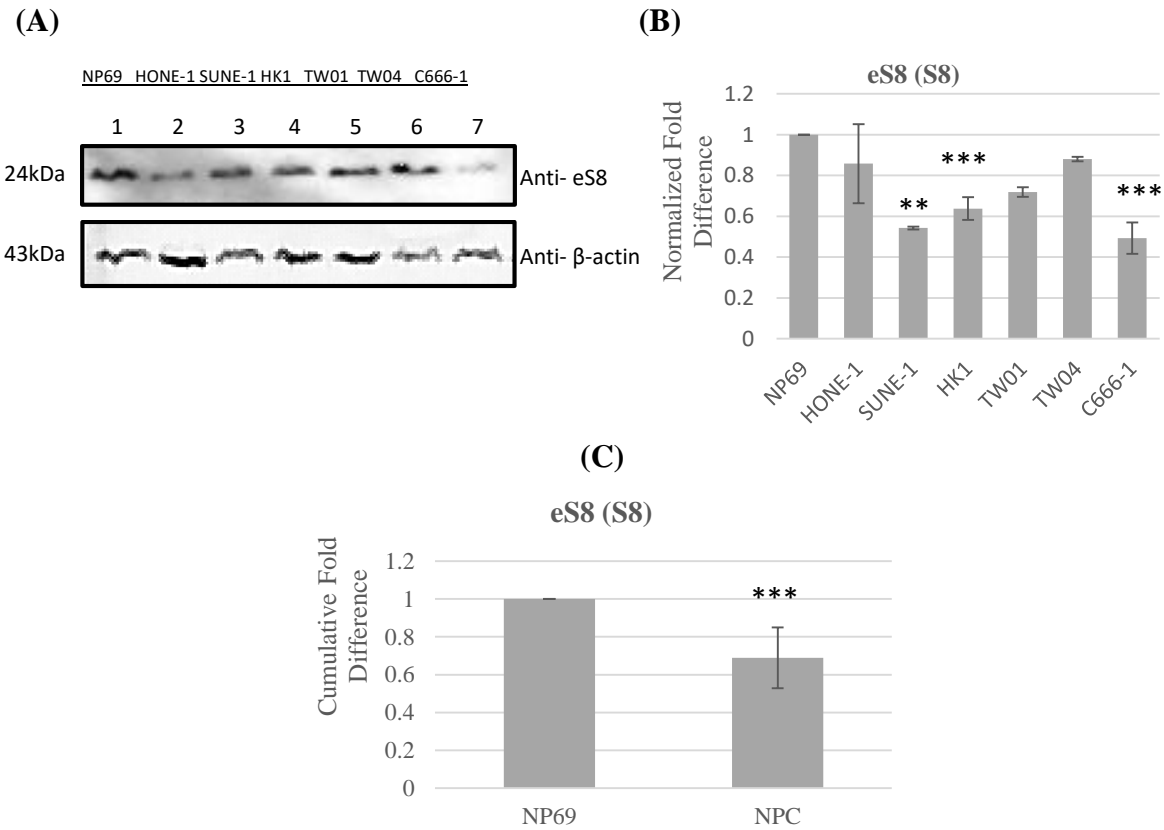 (A)
NP69 HONE-1 SUNE-1 HK1 TW01 TW04 C666-1
1 2 3 4 5 6 7
24kDa
Anti- eS8
43kDa
Anti- β-actin
(B)
eS8 (S8)
Normalized Fold
Difference
1.2
1
0.8
0.6
0.4
0.2
0
**
***
***
NP69
HONE-1
SUNE-1
HK1
TW01
TW04
C666-1
(C)
eS8 (S8)
Cumulative Fold
Difference
1.2
1
0.8
0.6
0.4
0.2
0
***
NP69
NPC